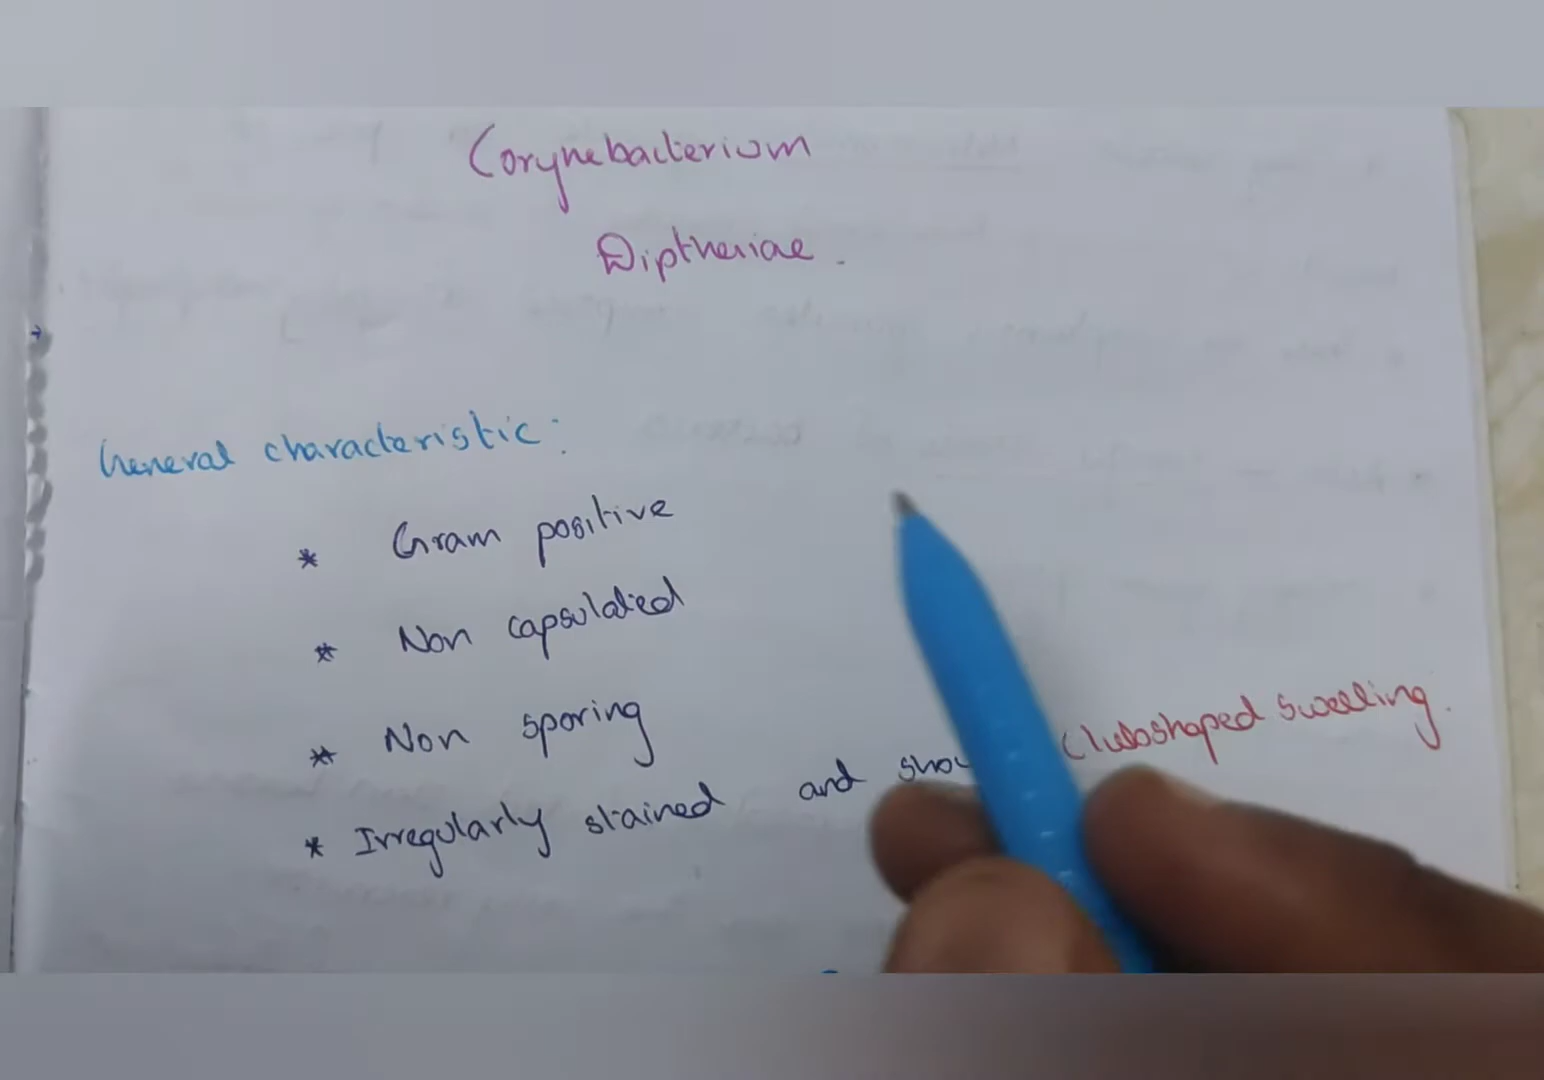 Corynebacterium
Diptheriae.
General characteristic:
* Gram positive
* Non capsulated
* Non sporing
* Irregularly stained and Clubshaped swelling.